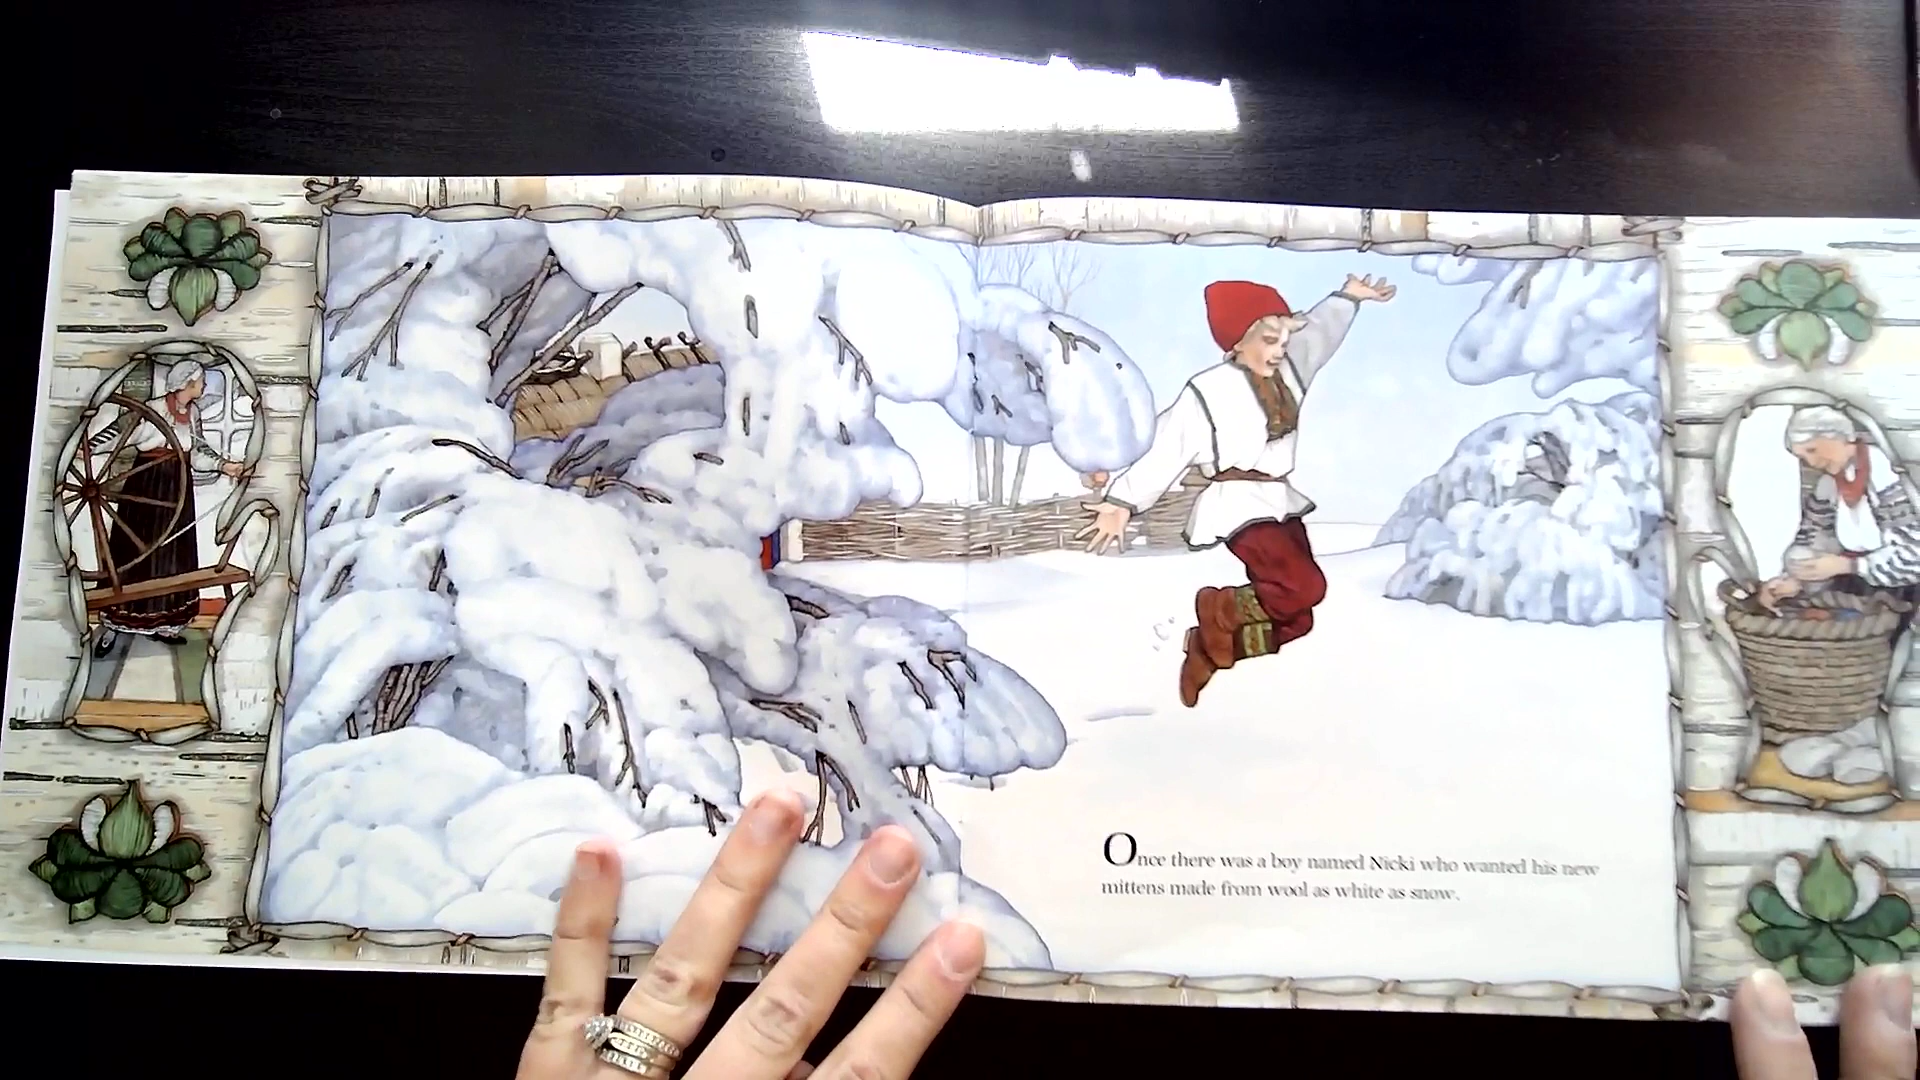 Once there was a boy named Nicki who wanted his new
mittens made from wool as white as snow.